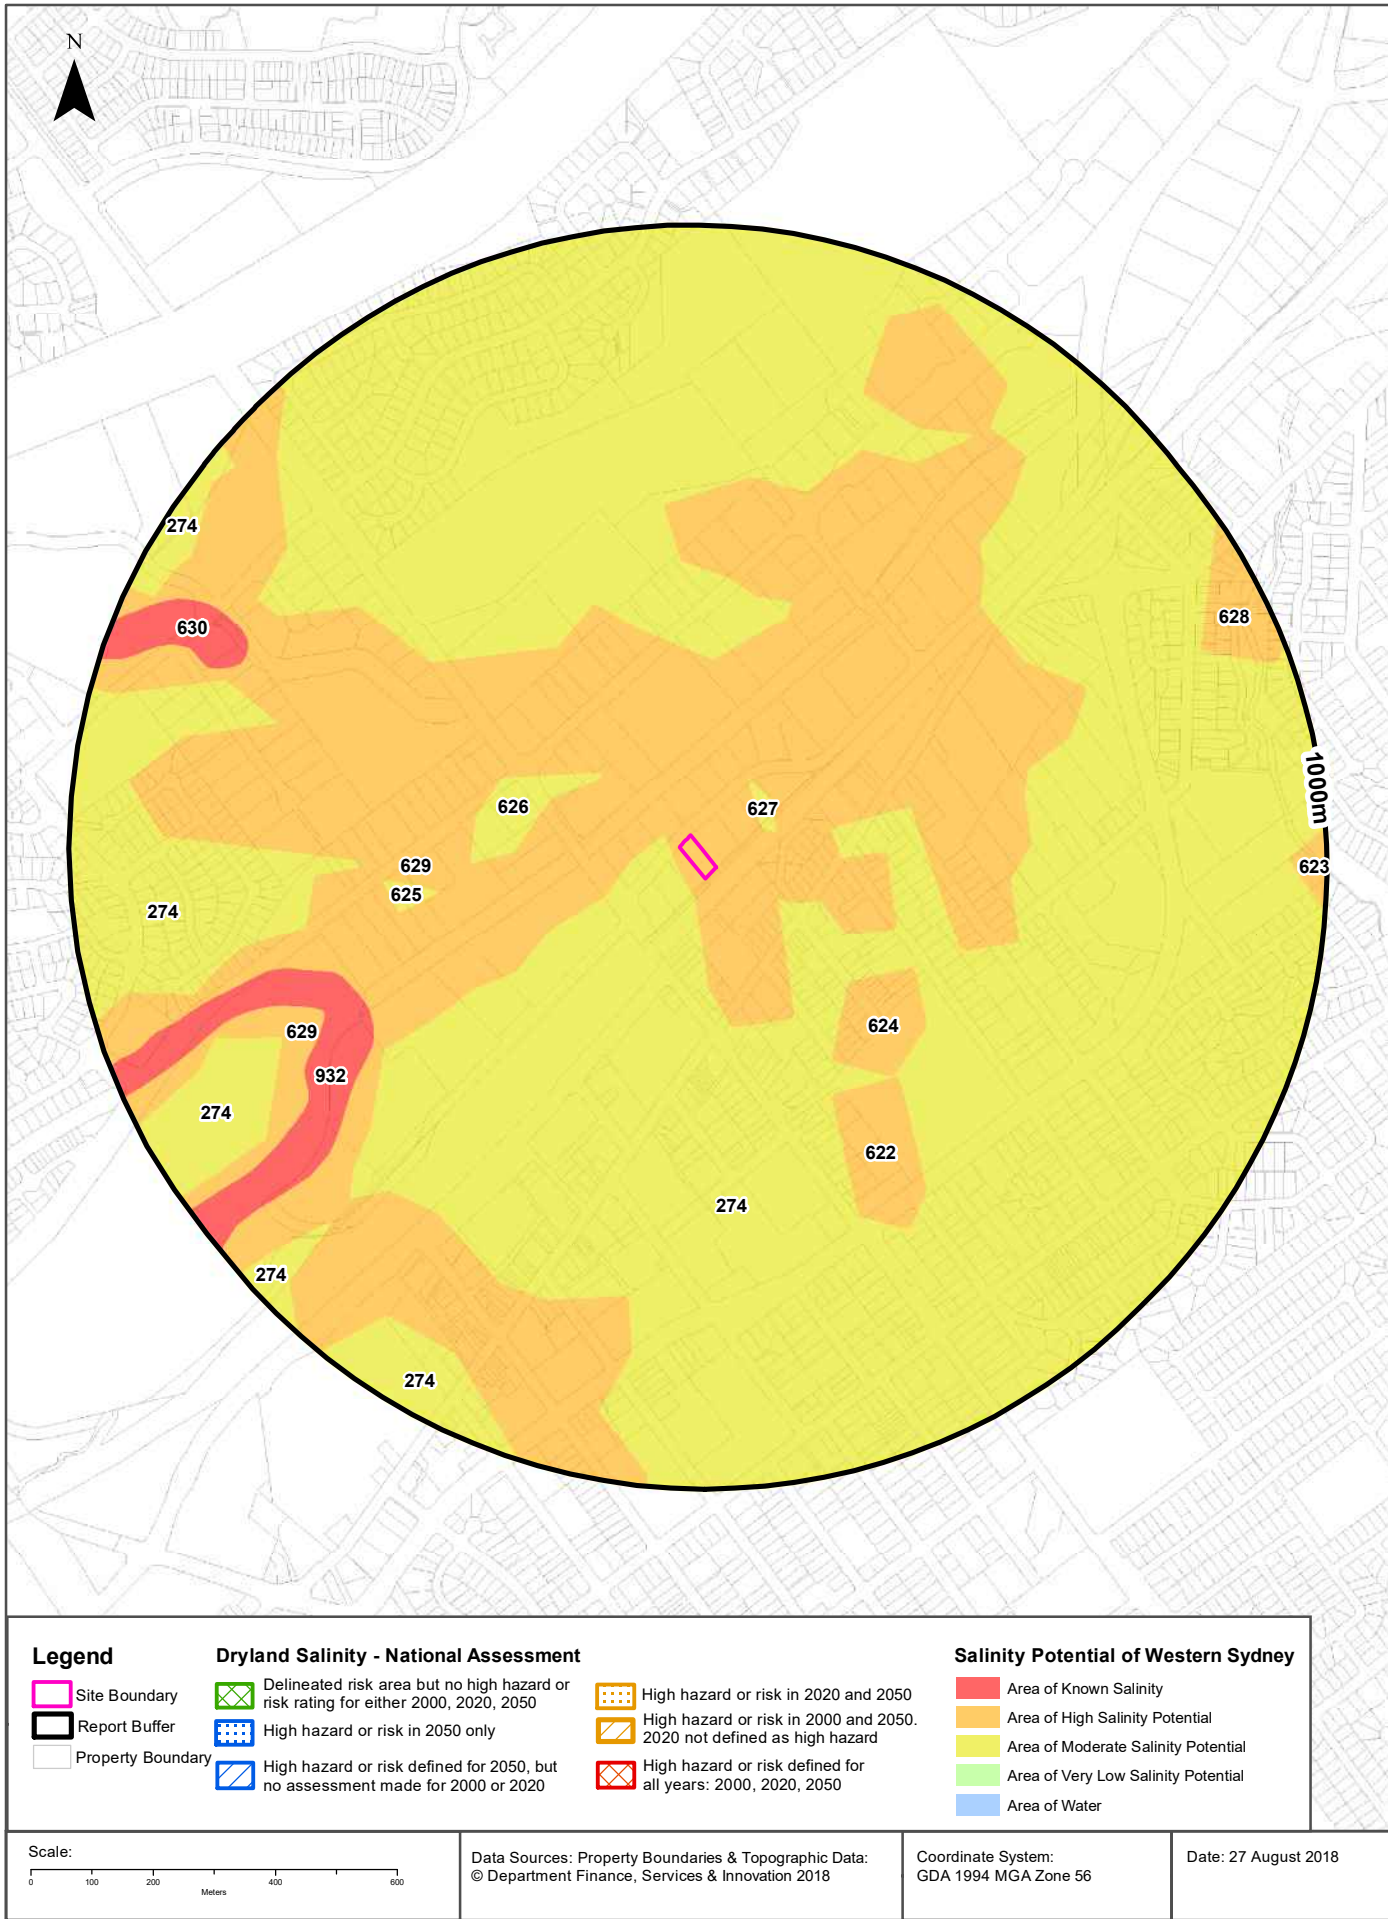 N
274
630
628
1000m
626
627
629
623
625
274
624
629
932
274
622
274
274
274
Legend
Site Boundary
Report Buffer
Property Boundary
Dryland Salinity - National Assessment
Delineated risk area but no high hazard or
risk rating for either 2000, 2020, 2050
High hazard or risk in 2050 only
High hazard or risk defined for 2050, but
no assessment made for 2000 or 2020
High hazard or risk in 2020 and 2050
High hazard or risk in 2000 and 2050.
2020 not defined as high hazard
High hazard or risk defined for
all years: 2000, 2020, 2050
Salinity Potential of Western Sydney
Area of Known Salinity
Area of High Salinity Potential
Area of Moderate Salinity Potential
Area of Very Low Salinity Potential
Area of Water
Scale:
0 100 200 400 600
Meters
Data Sources: Property Boundaries & Topographic Data:
© Department Finance, Services & Innovation 2018
Coordinate System:
GDA 1994 MGA Zone 56
Date: 27 August 2018